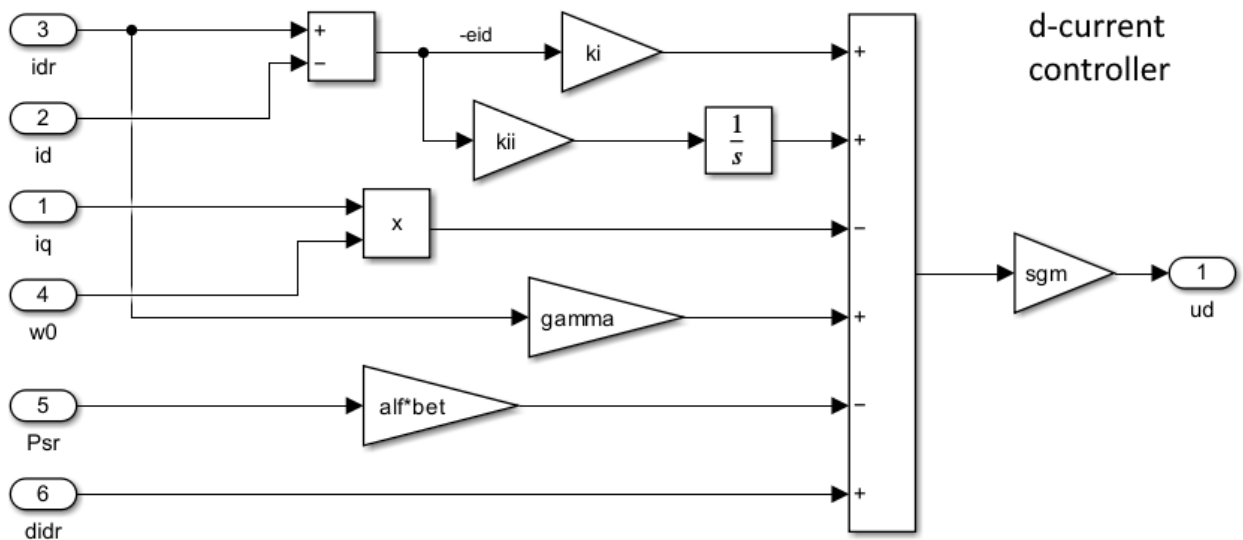 3
idr
+
−
-eid
ki
+
d-current
controller
2
id
kii
1
s
+
1
iq
x
−
4
w0
gamma
+
sgm
1
ud
5
Psr
alf*bet
−
6
didr
+